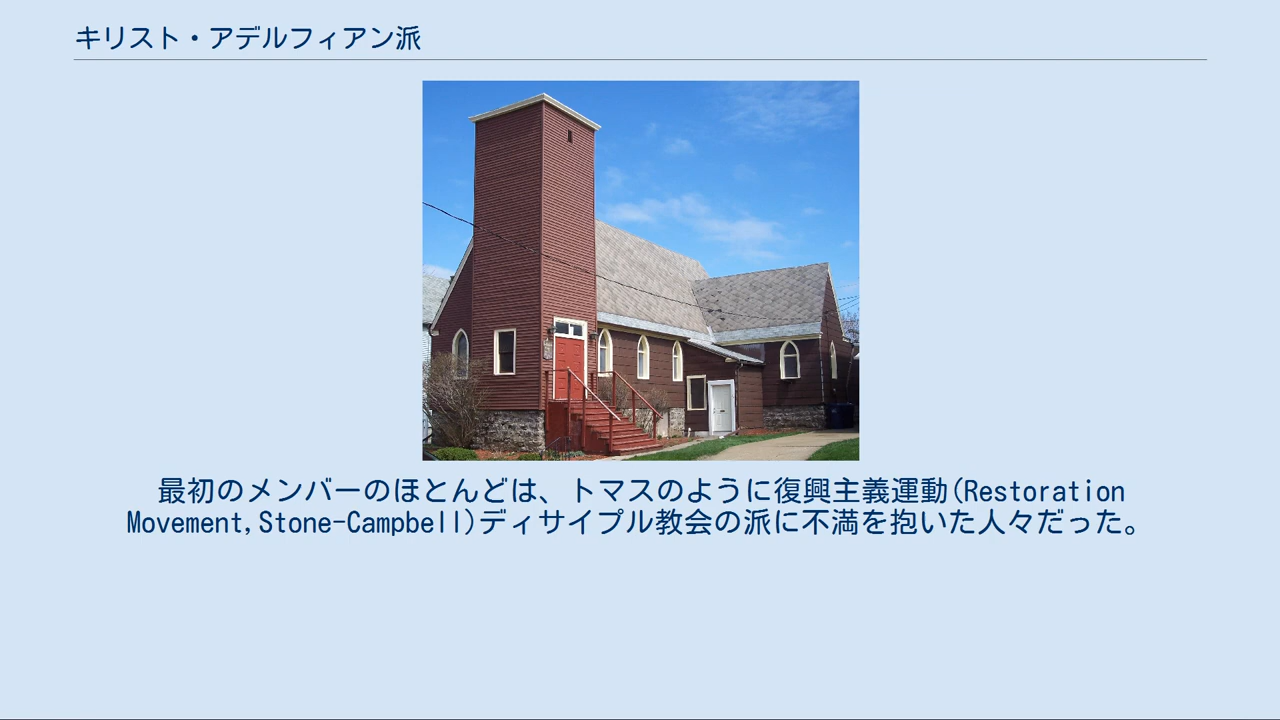 キリスト・アデルフィアン派
最初のメンバーのほとんどは、トマスのように復興主義運動(Restoration
Movement,Stone-Campbell)ディサイプル教会の派に不満を抱いた人々だった。